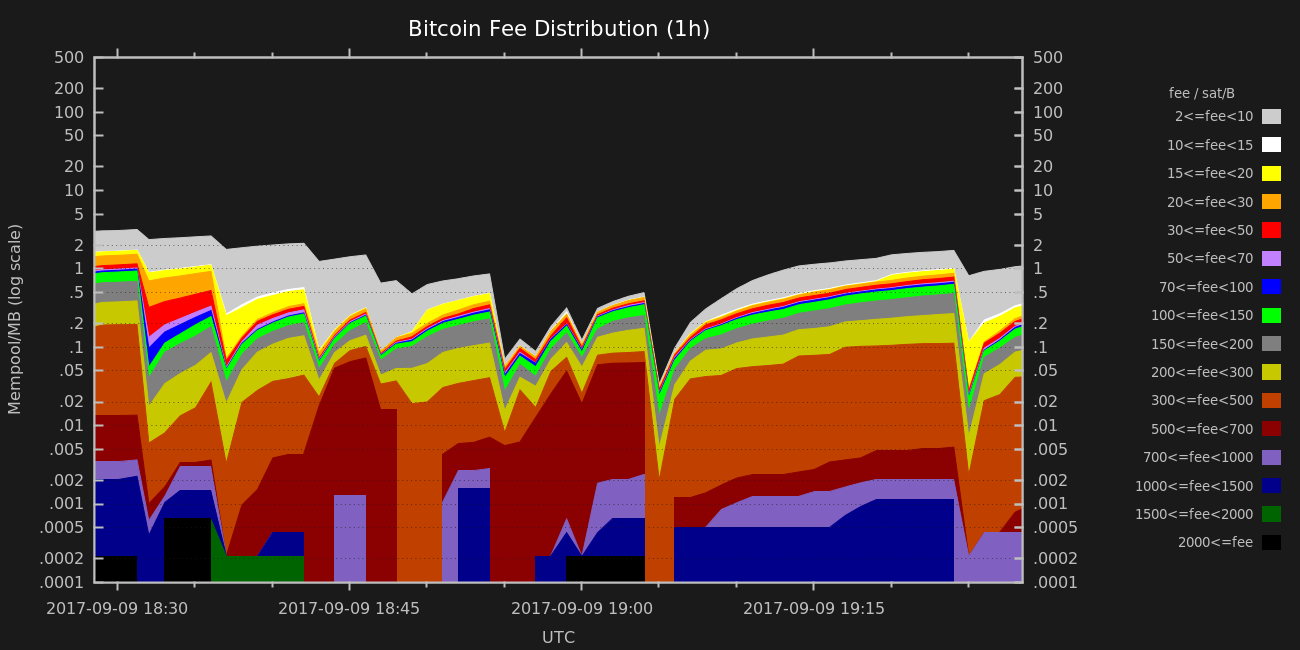 Bitcoin Fee Distribution (1h)
500 500
200 200
100 100
50 50
20 20
10 10
5 5
2 2
1 1
.5 .5
.2 .2
.1 .1
.05 .05
.02 .02
.01 .01
.005 .005
.002 .002
.001 .001
.0005 .0005
.0002 .0002
.0001 .0001
Mempool/MB (log scale)
2017-09-09 18:30 2017-09-09 18:45 2017-09-09 19:00 2017-09-09 19:15
UTC
fee / sat/B
2<=fee<10
10<=fee<15
15<=fee<20
20<=fee<30
30<=fee<50
50<=fee<70
70<=fee<100
100<=fee<150
150<=fee<200
200<=fee<300
300<=fee<500
500<=fee<700
700<=fee<1000
1000<=fee<1500
1500<=fee<2000
2000<=fee